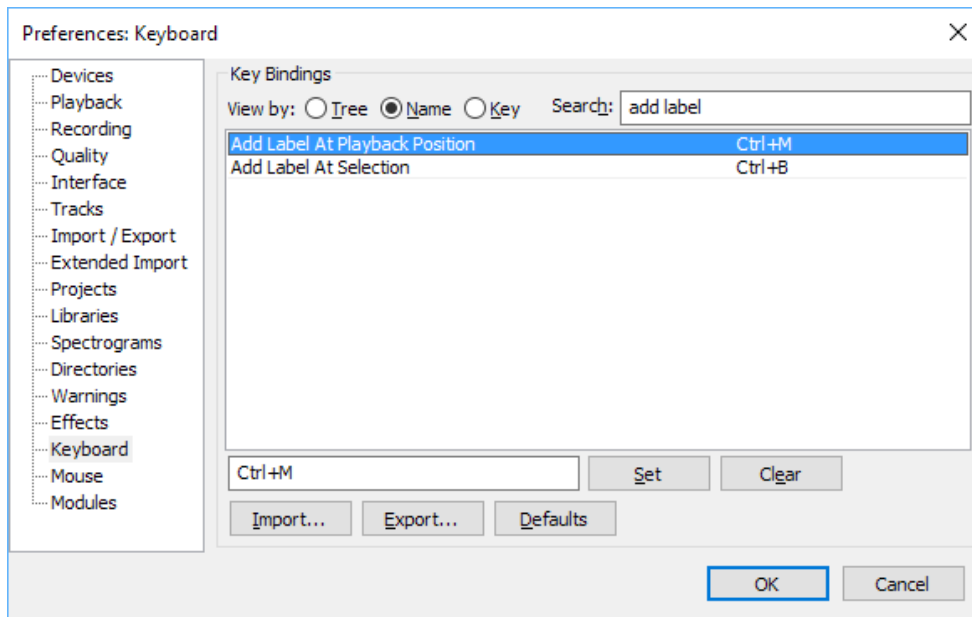 Preferences: Keyboard
Devices
Playback
Recording
Quality
Interface
Tracks
Import / Export
Extended Import
Projects
Libraries
Spectrograms
Directories
Warnings
Effects
Keyboard
Mouse
Modules
Key Bindings
View by: Tree Name Key Search: add label
Add Label At Playback Position Ctrl+M
Add Label At Selection Ctrl+B
Ctrl+M Set Clear
Import... Export... Defaults
OK Cancel